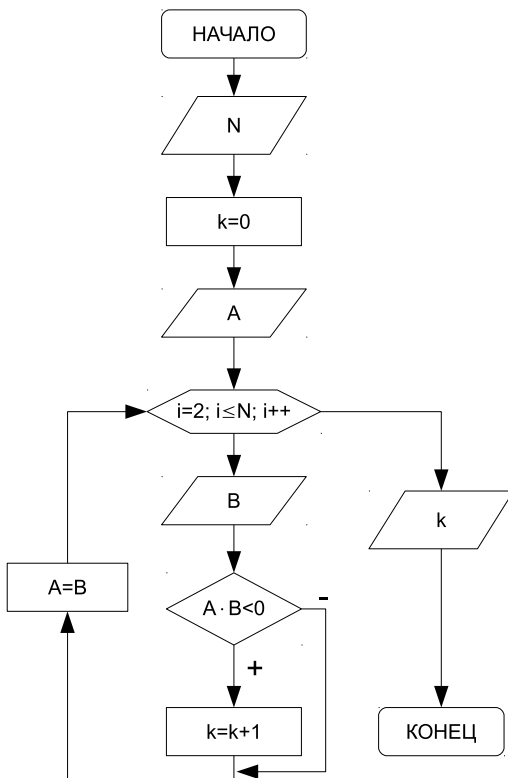 НАЧАЛО
N
k=0
A
i=2; i≤N; i++
B
k
A=B
A · B<0
-
+
k=k+1
КОНЕЦ